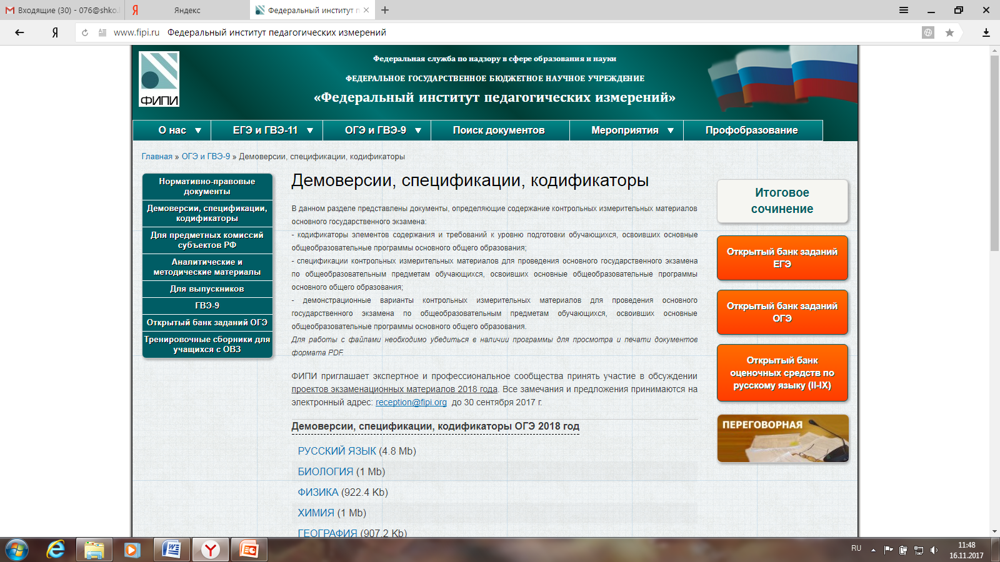 Входящие (30) - 076@shko
Яндекс
Федеральный институт п
www.fipi.ru Федеральный институт педагогических измерений
ФИПИ
Федеральная служба по надзору в сфере образования и науки
ФЕДЕРАЛЬНОЕ ГОСУДАРСТВЕННОЕ БЮДЖЕТНОЕ НАУЧНОЕ УЧРЕЖДЕНИЕ
«Федеральный институт педагогических измерений»
О нас
ЕГЭ и ГВЭ-11
ОГЭ и ГВЭ-9
Поиск документов
Мероприятия
Профобразование
Главная » ОГЭ и ГВЭ-9 » Демоверсии, спецификации, кодификаторы
Нормативно-правовые
документы
Демоверсии, спецификации,
кодификаторы
Для предметных комиссий
субъектов РФ
Аналитические и
методические материалы
Для выпускников
ГВЭ-9
Открытый банк заданий ОГЭ
Тренировочные сборники для
учащихся с ОВЗ
Демоверсии, спецификации, кодификаторы
В данном разделе представлены документы, определяющие содержание контрольных измерительных материалов
основного государственного экзамена:
- кодификаторы элементов содержания и требований к уровню подготовки обучающихся, освоивших основные
общеобразовательные программы основного общего образования;
- спецификации контрольных измерительных материалов для проведения основного государственного экзамена
по общеобразовательным предметам обучающихся, освоивших основные общеобразовательные программы
основного общего образования;
- демонстрационные варианты контрольных измерительных материалов для проведения основного
государственного экзамена по общеобразовательным предметам обучающихся, освоивших основные
общеобразовательные программы основного общего образования.
Для работы с файлами необходимо убедиться в наличии программы для просмотра и печати документов
формата PDF.
ФИПИ приглашает экспертное и профессиональное сообщества принять участие в обсуждении
проектов экзаменационных материалов 2018 года. Все замечания и предложения принимаются на
электронный адрес: reception@fipi.org до 30 сентября 2017 г.
Демоверсии, спецификации, кодификаторы ОГЭ 2018 год
РУССКИЙ ЯЗЫК (4.8 Mb)
БИОЛОГИЯ (1 Mb)
ФИЗИКА (922.4 Kb)
ХИМИЯ (1 Mb)
ГЕОГРАФИЯ (907.2 Kb)
Итоговое
сочинение
Открытый банк заданий
ЕГЭ
Открытый банк заданий
ОГЭ
Открытый банк
оценочных средств по
русскому языку (II-IX)
ПЕРЕГОВОРНАЯ
RU
11:48
16.11.2017